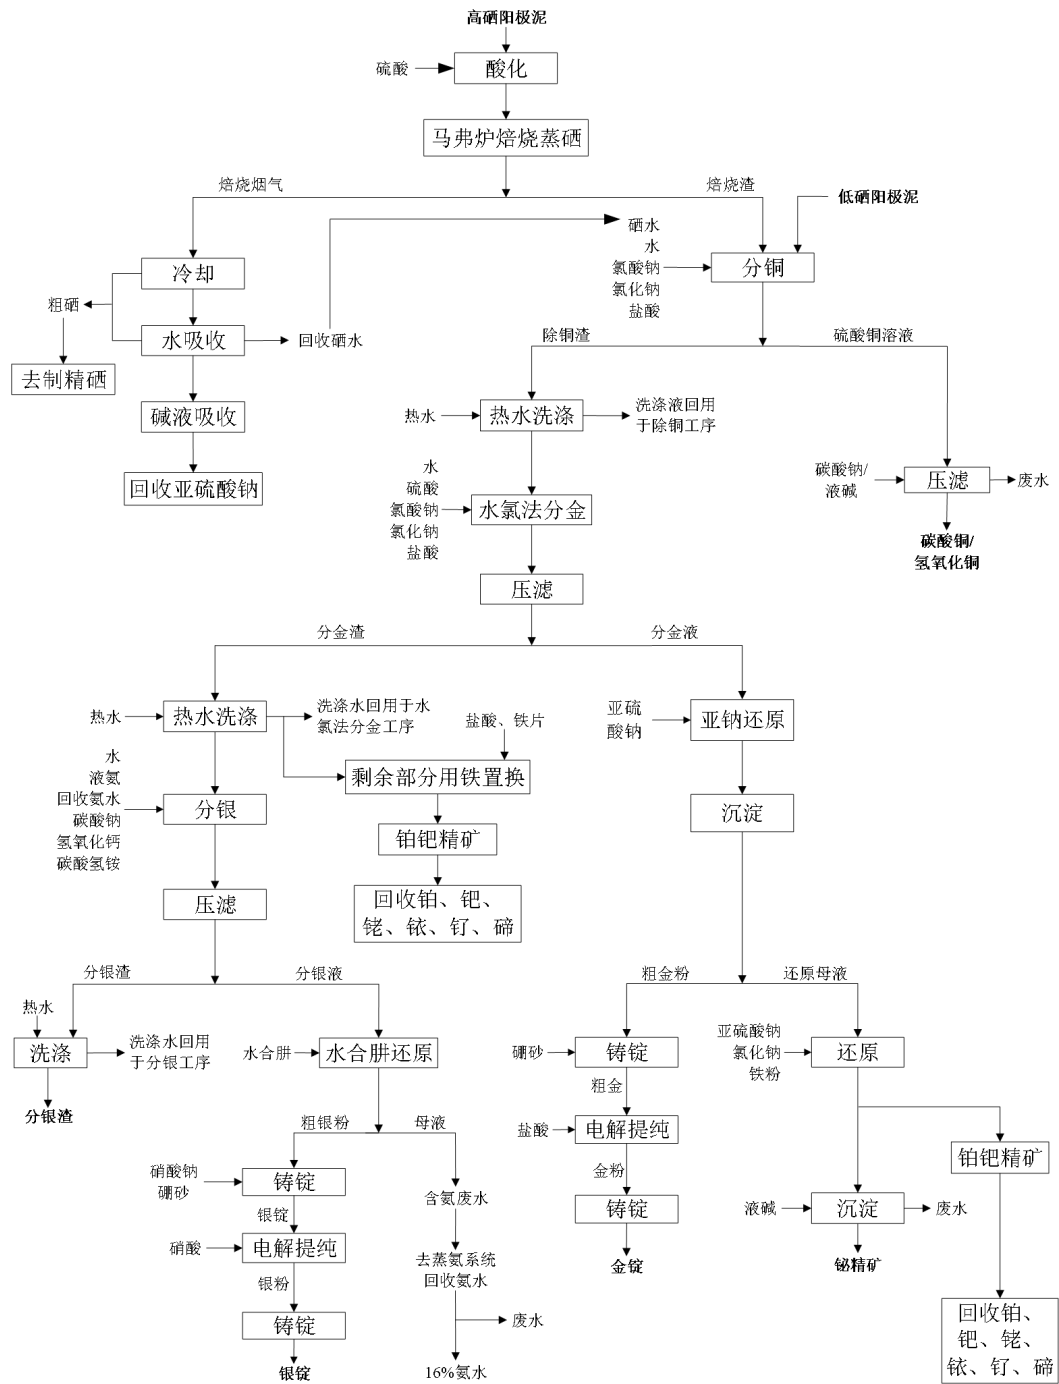 高硒阳极泥
硫酸
酸化
马弗炉焙烧蒸硒
焙烧烟气
焙烧渣
低硒阳极泥
硒水
水
氯酸钠
氯化钠
盐酸
分铜
冷却
粗硒
水吸收
回收硒水
去制精硒
碱液吸收
回收亚硫酸钠
除铜渣
硫酸铜溶液
热水
热水洗涤
洗涤液回用
于除铜工序
碳酸钠/
液碱
压滤
废水
碳酸铜/
氢氧化铜
水
硫酸
氯酸钠
氯化钠
盐酸
水氯法分金
压滤
分金渣
分金液
热水
热水洗涤
洗涤水回用于水
氯法分金工序
盐酸、铁片
亚硫
酸钠
亚钠还原
剩余部分用铁置换
水
液氨
回收氨水
碳酸钠
氢氧化钙
碳酸氢铵
分银
沉淀
铂钯精矿
回收铂、钯、
铑、铱、钌、碲
压滤
分银渣
分银液
粗金粉
还原母液
热水
洗涤
洗涤水回用
于分银工序
分银渣
水合肼
水合肼还原
硼砂
铸锭
粗金
盐酸
电解提纯
金粉
铸锭
金锭
亚硫酸钠
氯化钠
铁粉
还原
铂钯精矿
液碱
沉淀
废水
铋精矿
回收铂、
钯、铑、
铱、钌、碲
粗银粉
母液
硝酸钠
硼砂
铸锭
银锭
硝酸
电解提纯
银粉
铸锭
银锭
含氨废水
去蒸氨系统
回收氨水
废水
16%氨水